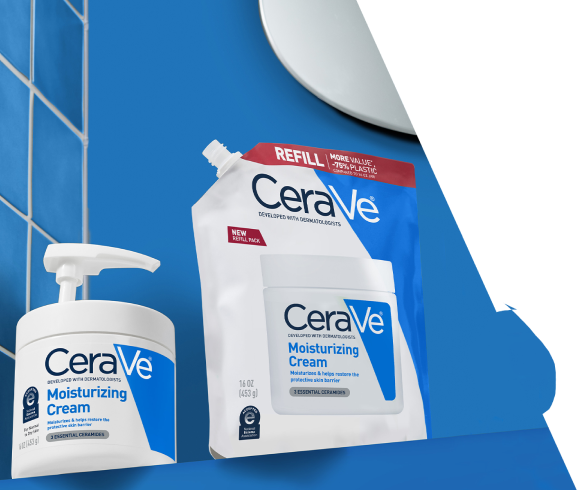 REFILL
MORE VALUE*
-75% PLASTIC
CeraVe®
DEVELOPED WITH DERMATOLOGISTS
NEW
REFILL PACK
CeraVe®
DEVELOPED WITH DERMATOLOGISTS
Moisturizing
Cream
Moisturizes & helps restore the
protective skin barrier
3 ESSENTIAL CERAMIDES
16 OZ
(453 g)
CeraVe®
DEVELOPED WITH DERMATOLOGISTS
Moisturizing
Cream
Moisturizes & helps restore the
protective skin barrier
3 ESSENTIAL CERAMIDES